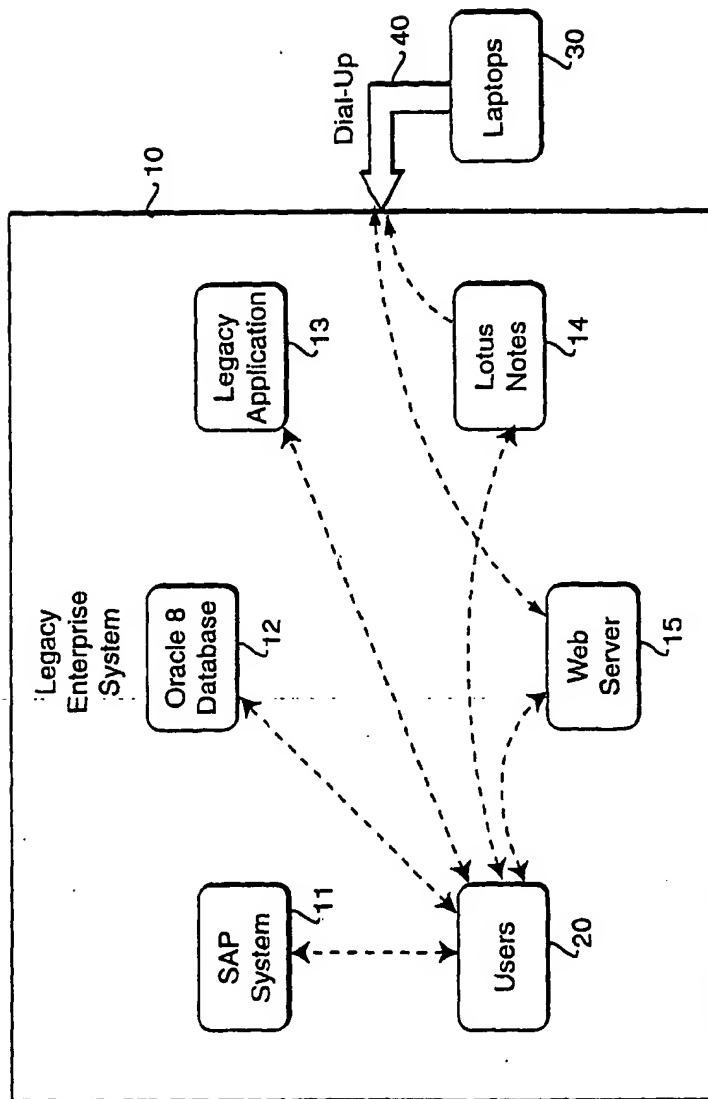 Legacy
Enterprise
System
10
SAP
System
11
Oracle 8
Database
12
Legacy
Application
13
Users
20
Web
Server
15
Lotus
Notes
14
Dial-Up
40
Laptops
30